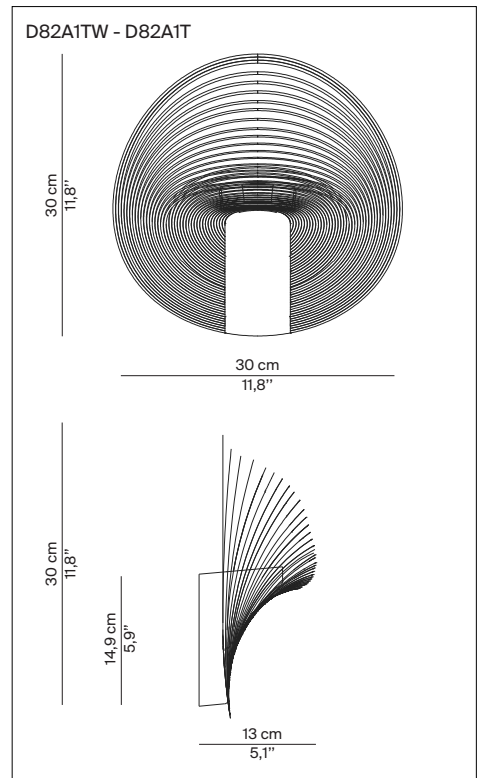 D82A1TW - D82A1T
30 cm
11,8’’
30 cm
11,8’’
30 cm
11,8’’
14,9 cm
5,9’’
13 cm
5,1’’